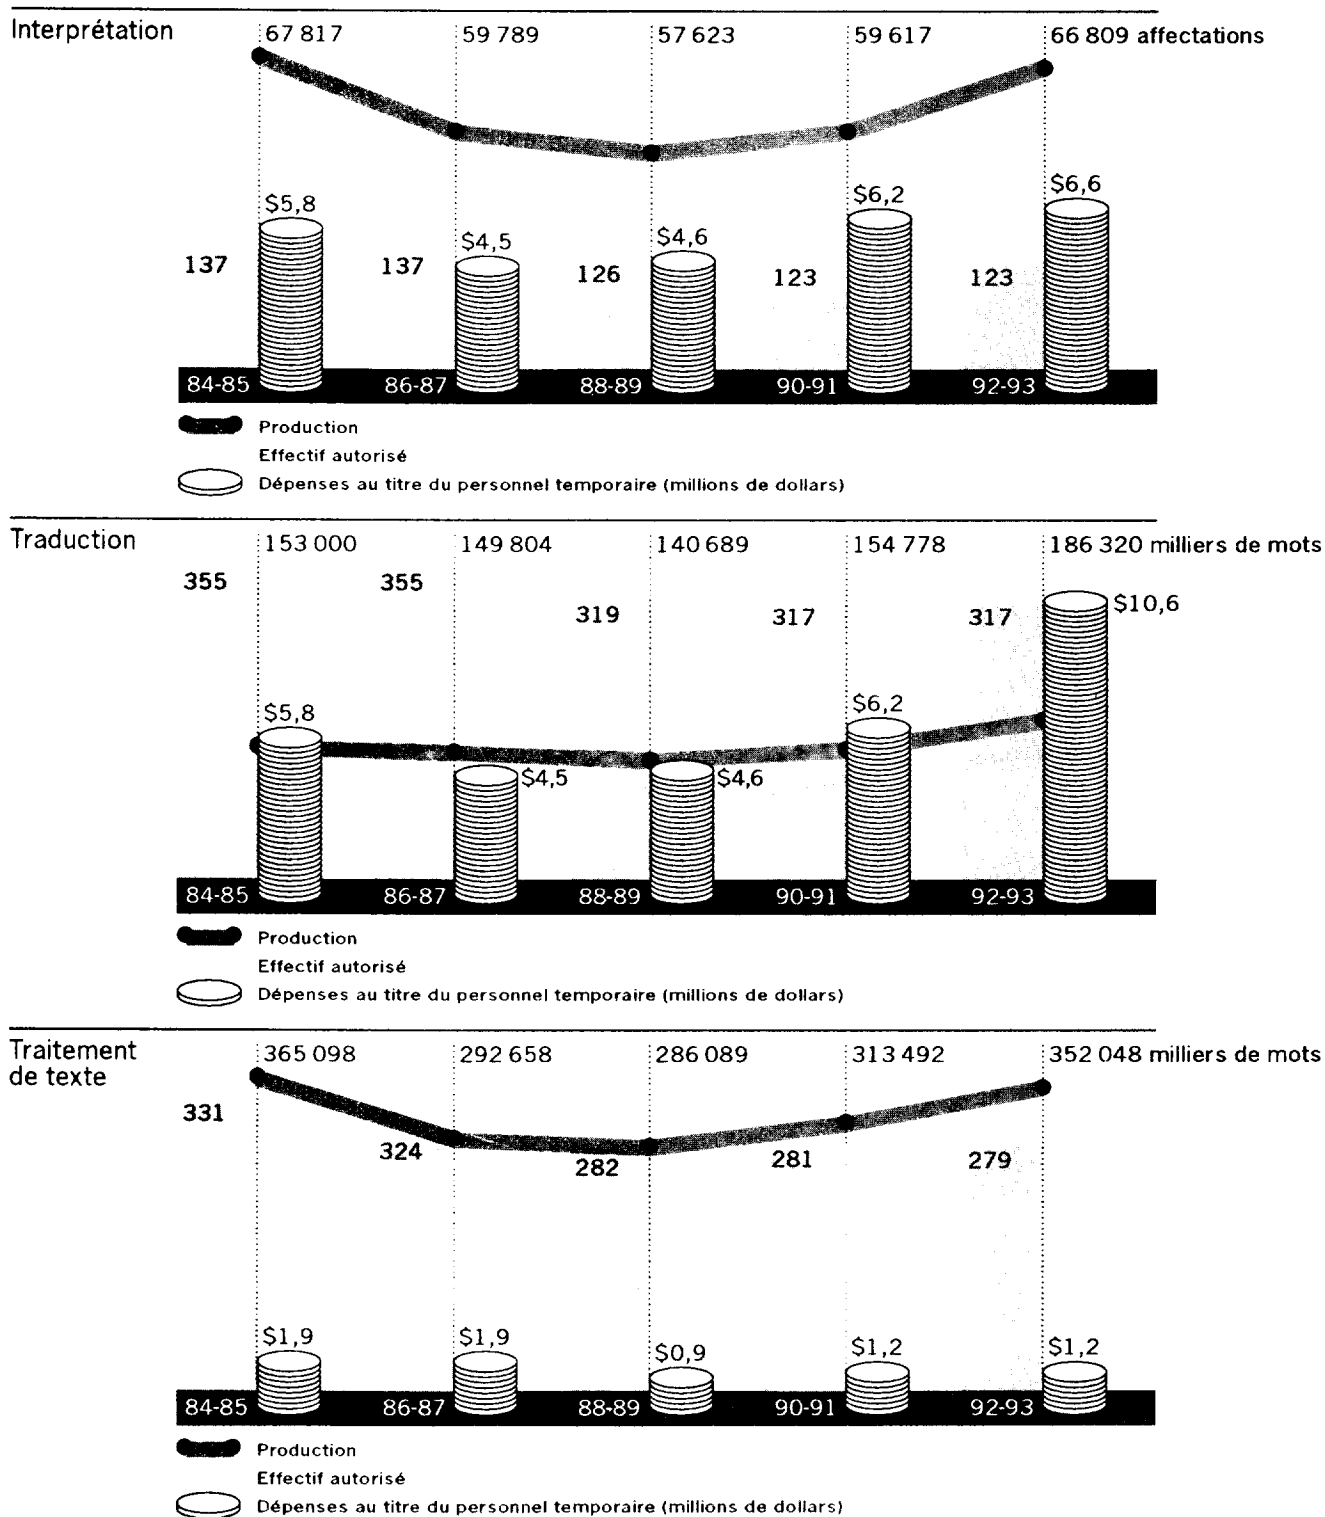 Interprétation
67 817 59 789 57 623 59 617 66 809 affectations
$5,8 $4,5 $4,6 $6,2 $6,6
137 137 126 123 123
84-85 86-87 88-89 90-91 92-93
Production
Effectif autorisé
Dépenses au titre du personnel temporaire (millions de dollars)
Traduction
153 000 149 804 140 689 154 778 186 320 milliers de mots
355 355 319 317 317
$10,6
$5,8 $4,5 $4,6 $6,2
84-85 86-87 88-89 90-91 92-93
Production
Effectif autorisé
Dépenses au titre du personnel temporaire (millions de dollars)
Traitement
de texte
365 098 292 658 286 089 313 492 352 048 milliers de mots
331 324 282 281 279
$1,9 $1,9 $0,9 $1,2 $1,2
84-85 86-87 88-89 90-91 92-93
Production
Effectif autorisé
Dépenses au titre du personnel temporaire (millions de dollars)